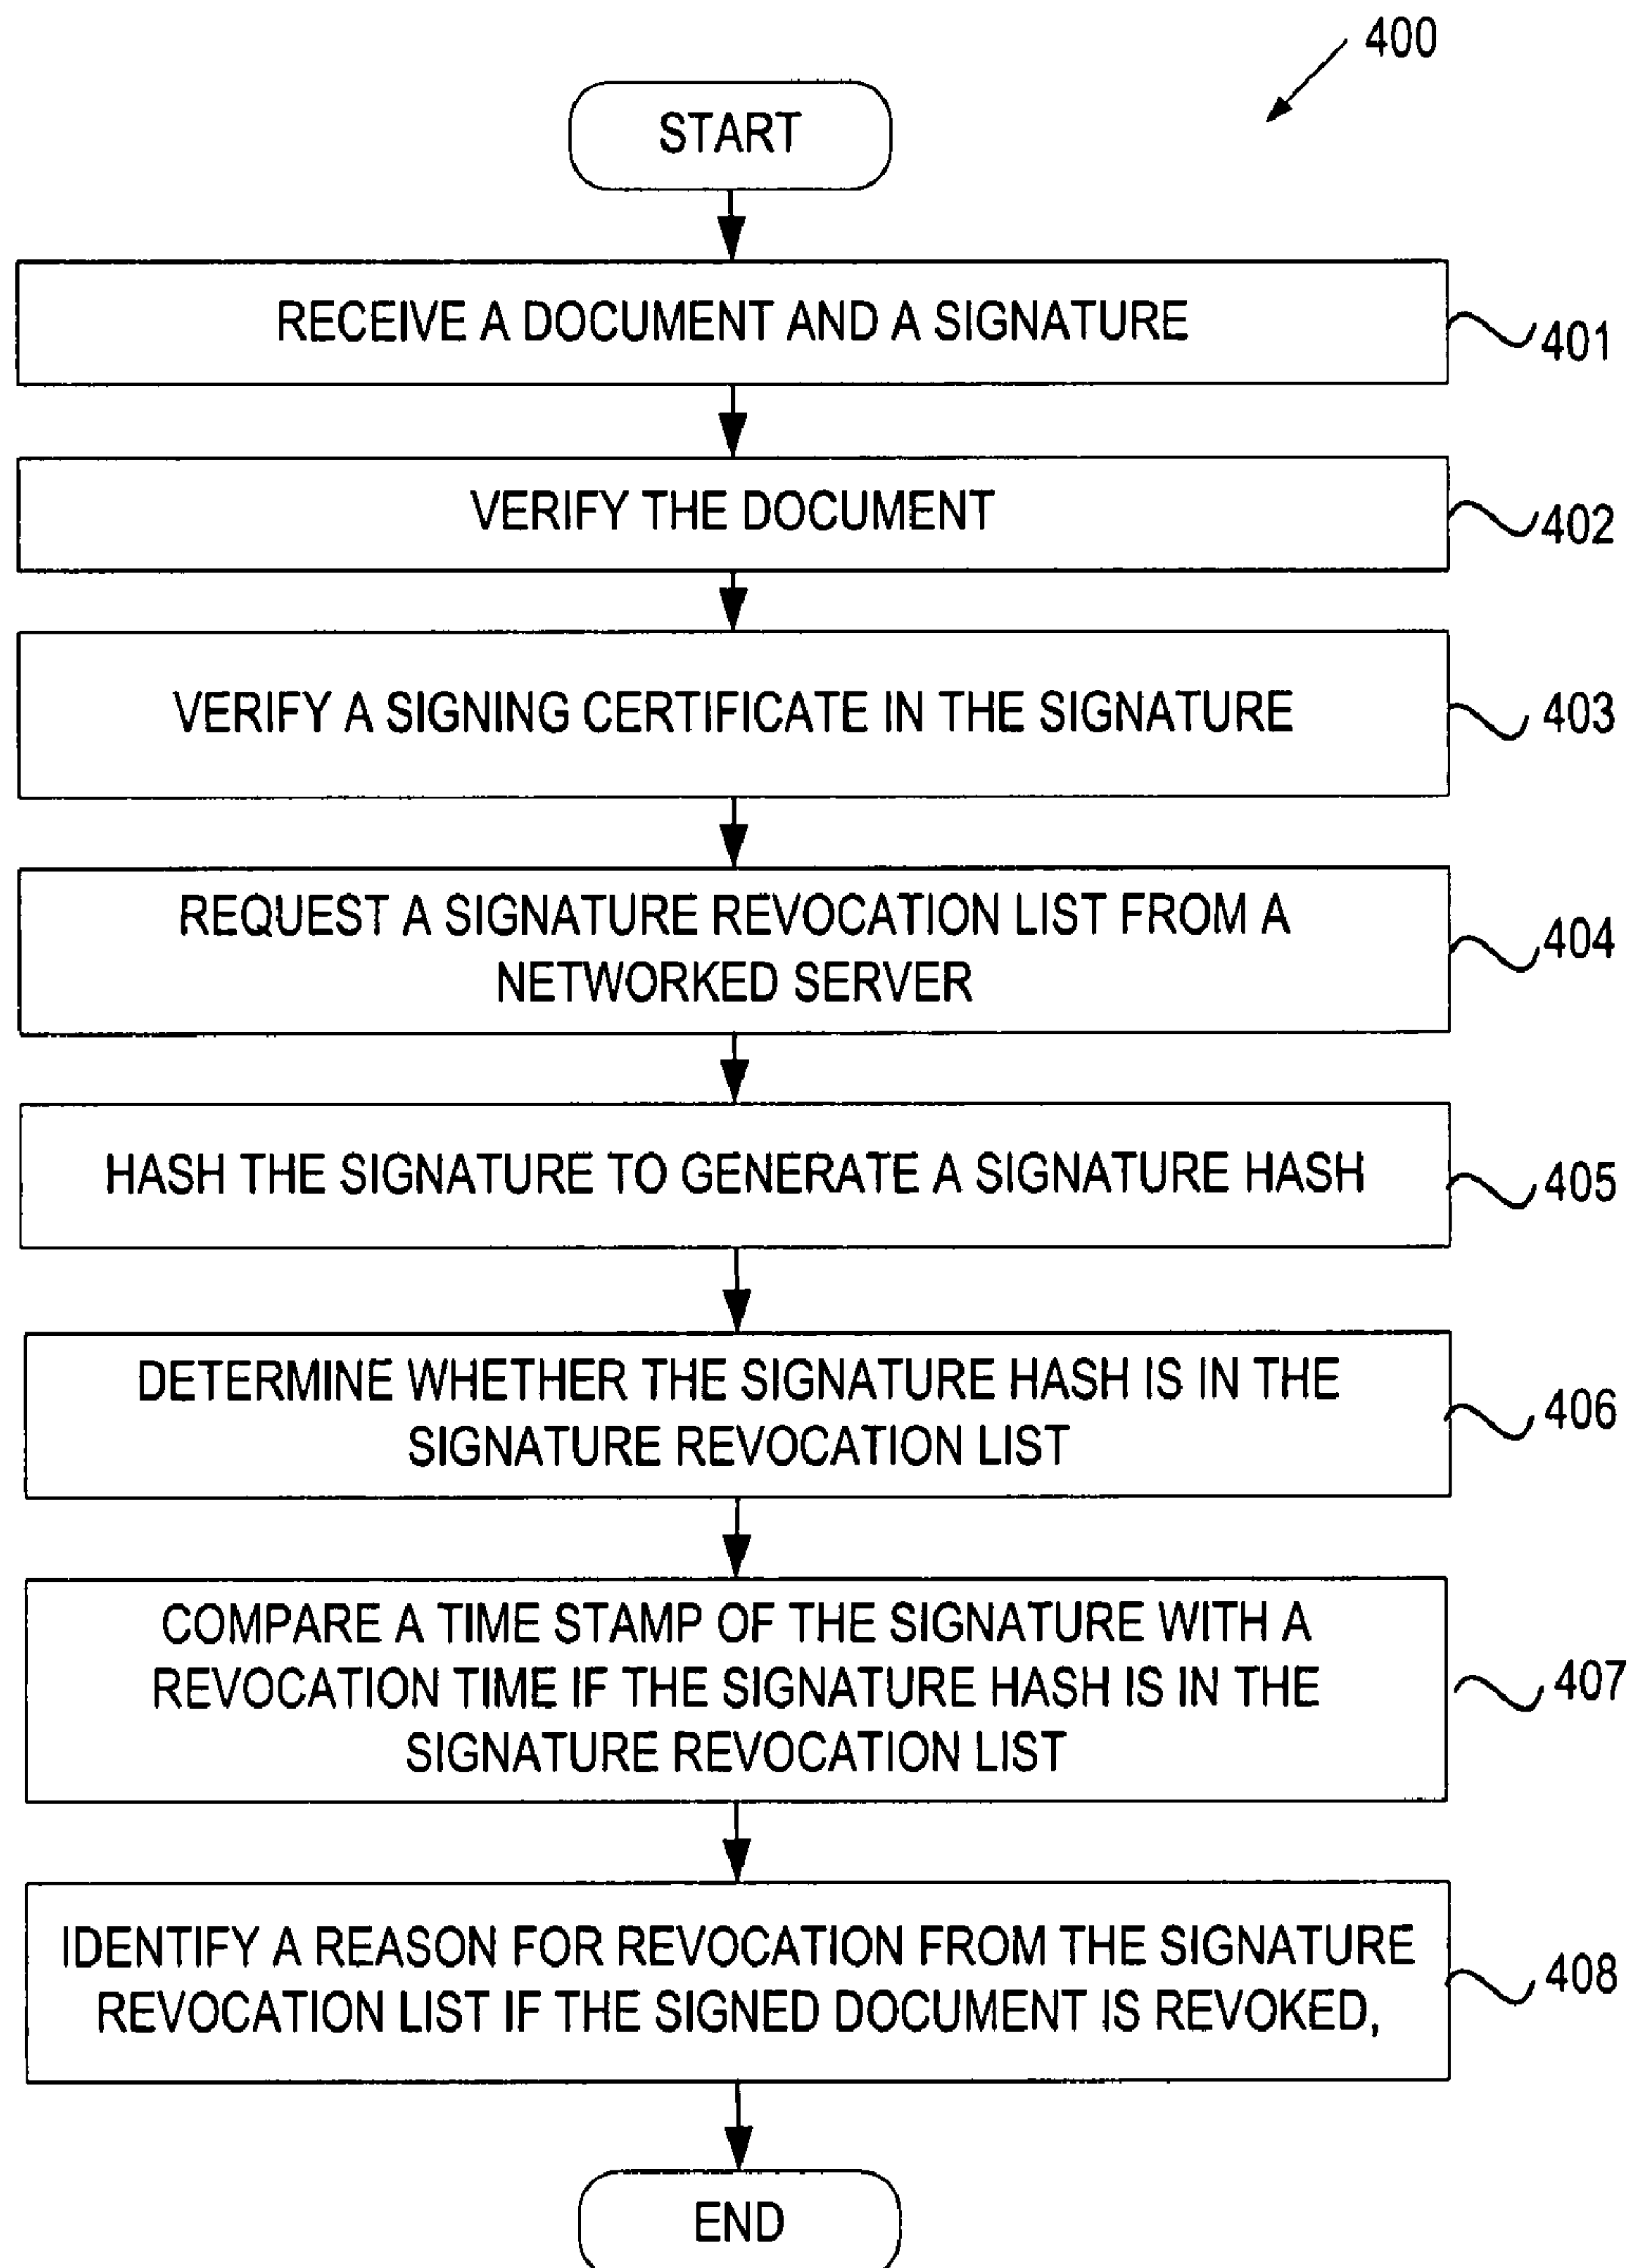 400
START
RECEIVE A DOCUMENT AND A SIGNATURE
401
VERIFY THE DOCUMENT
402
VERIFY A SIGNING CERTIFICATE IN THE SIGNATURE
403
REQUEST A SIGNATURE REVOCATION LIST FROM A
NETWORKED SERVER
404
HASH THE SIGNATURE TO GENERATE A SIGNATURE HASH
405
DETERMINE WHETHER THE SIGNATURE HASH IS IN THE
SIGNATURE REVOCATION LIST
406
COMPARE A TIME STAMP OF THE SIGNATURE WITH A
REVOCATION TIME IF THE SIGNATURE HASH IS IN THE
SIGNATURE REVOCATION LIST
407
IDENTIFY A REASON FOR REVOCATION FROM THE SIGNATURE
REVOCATION LIST IF THE SIGNED DOCUMENT IS REVOKED,
408
END